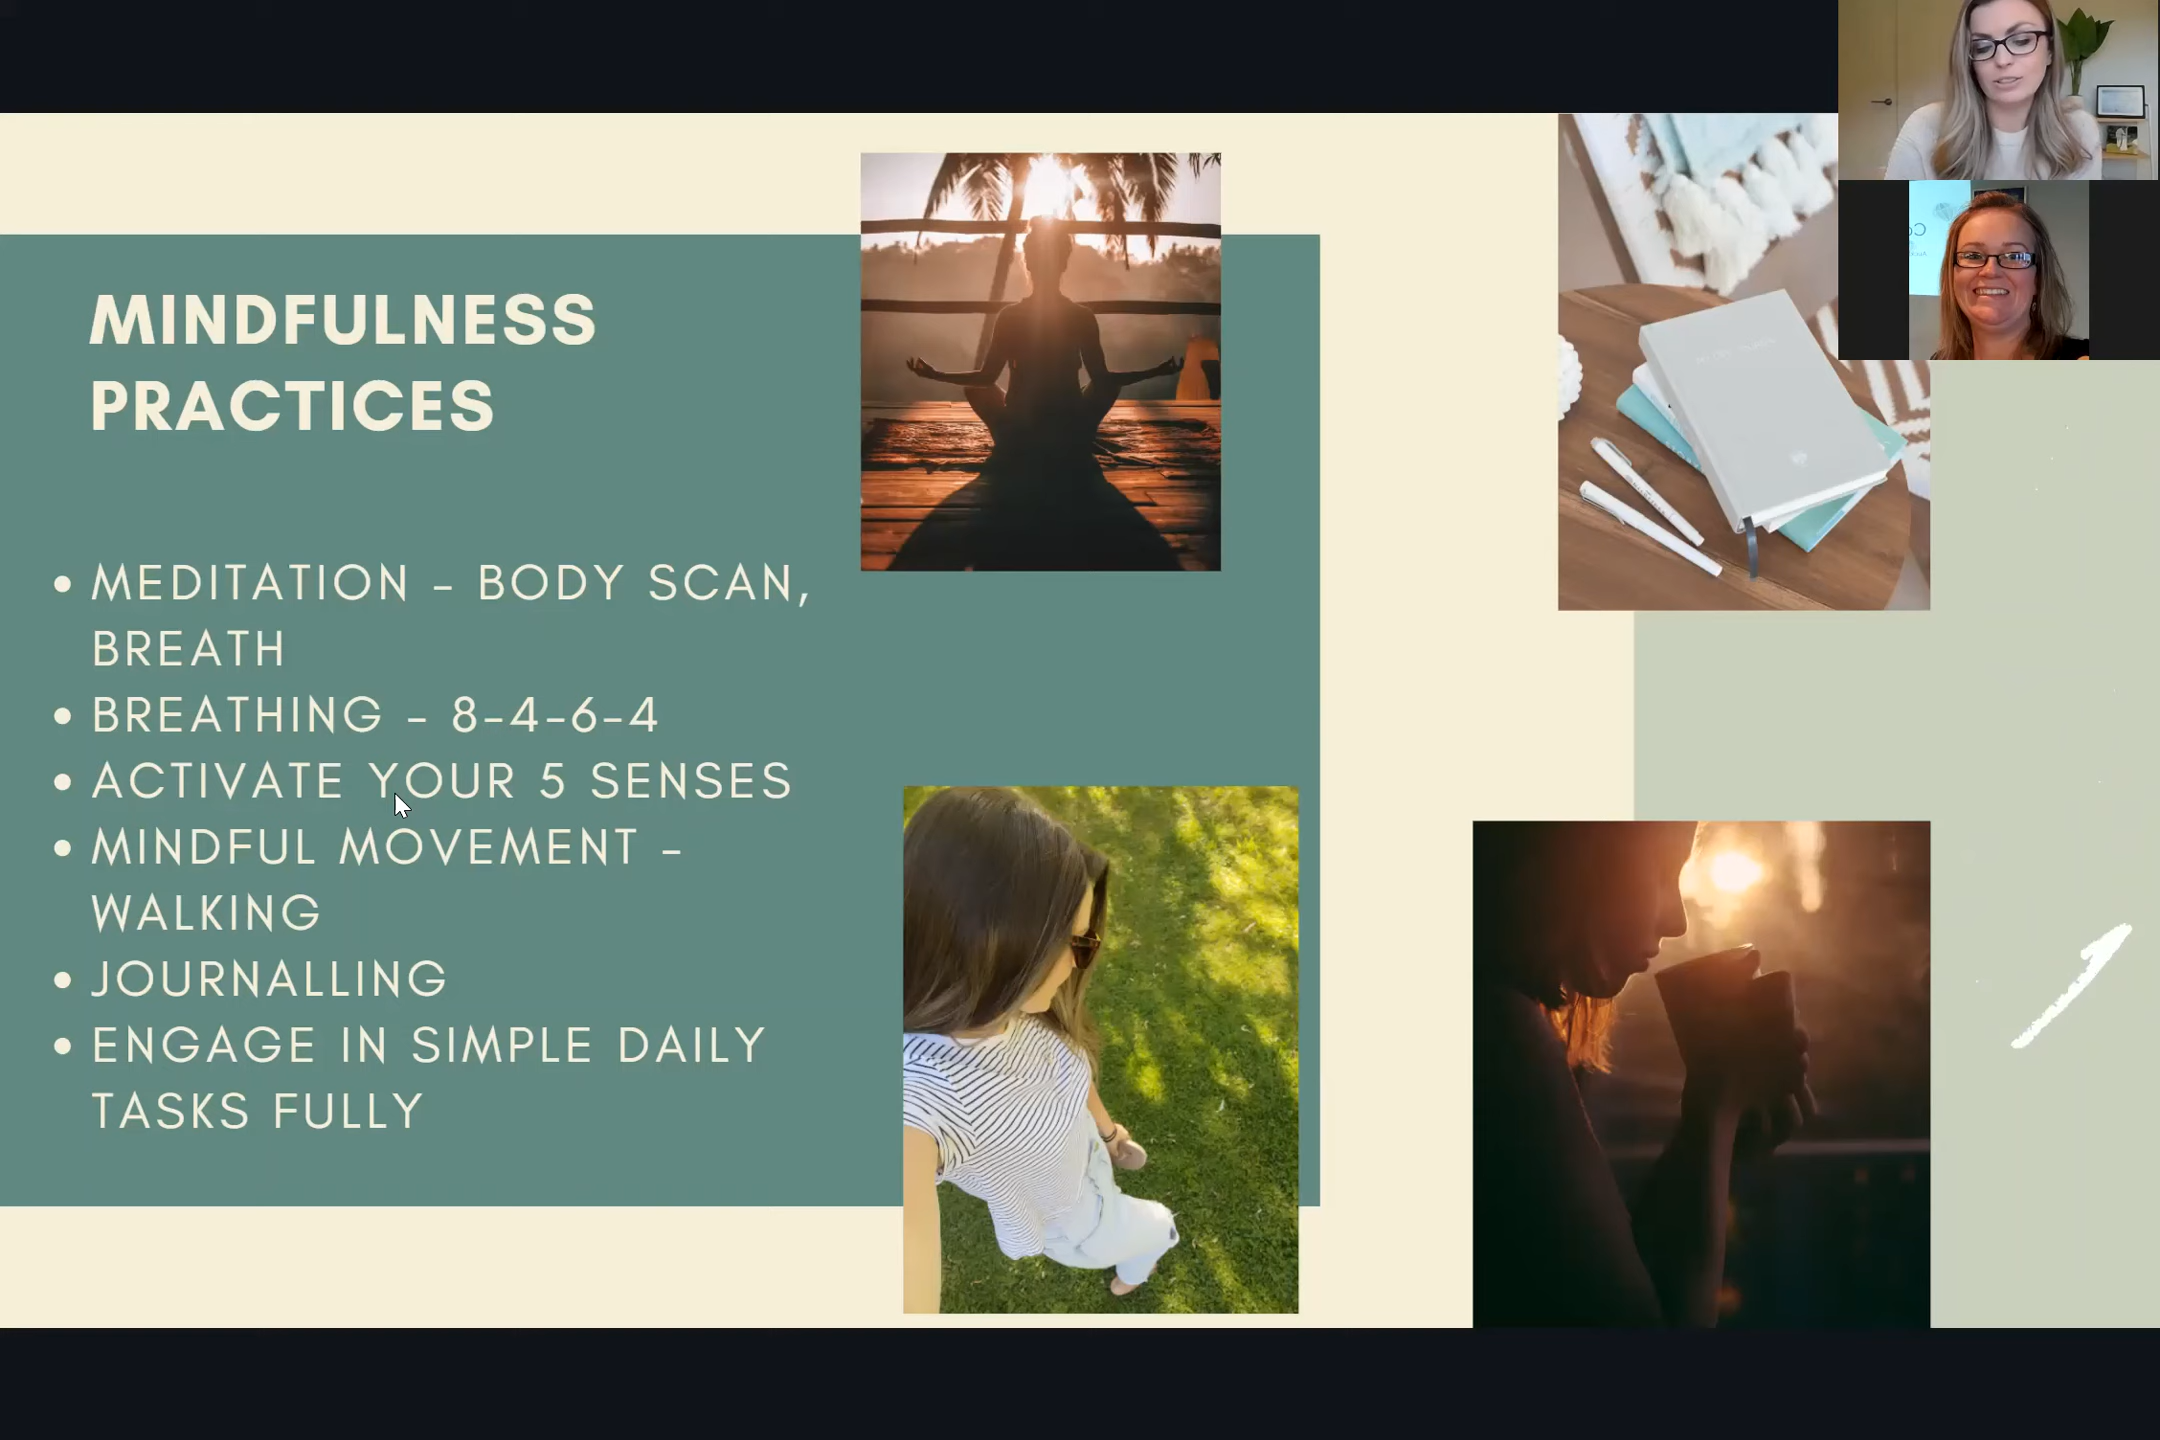 MINDFULNESS
PRACTICES
• MEDITATION - BODY SCAN,
BREATH
• BREATHING - 8-4-6-4
• ACTIVATE YOUR 5 SENSES
• MINDFUL MOVEMENT -
WALKING
• JOURNALLING
• ENGAGE IN SIMPLE DAILY
TASKS FULLY